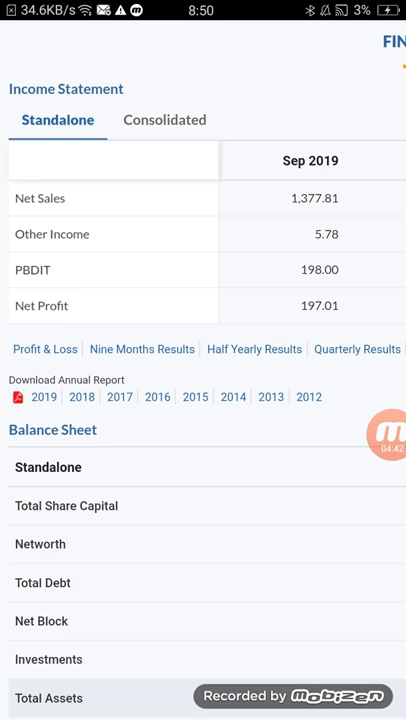 34.6KB/s 8:50 3%
FIN
Income Statement
Standalone Consolidated
Sep 2019
Net Sales 1,377.81
Other Income 5.78
PBDIT 198.00
Net Profit 197.01
Profit & Loss Nine Months Results Half Yearly Results Quarterly Results
Download Annual Report
2019 2018 2017 2016 2015 2014 2013 2012
Balance Sheet
04:42
Standalone
Total Share Capital
Networth
Total Debt
Net Block
Investments
Total Assets
Recorded by mobizen